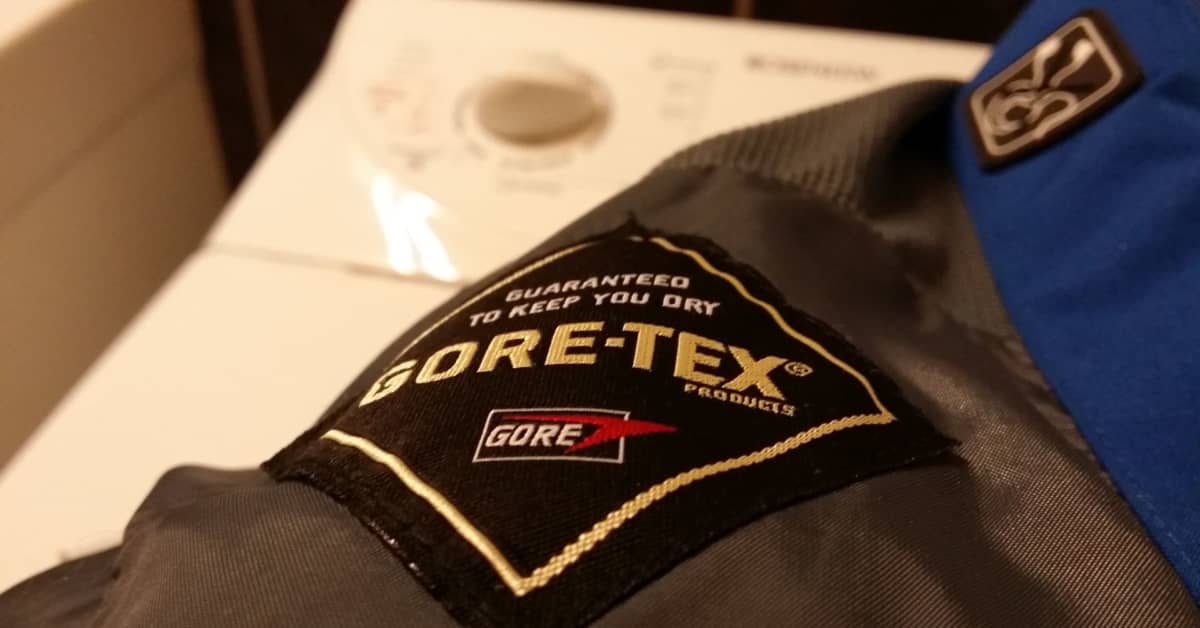 GUARANTEED
TO KEEP YOU DRY
GORE-TEX®
PRODUCTS
GORE